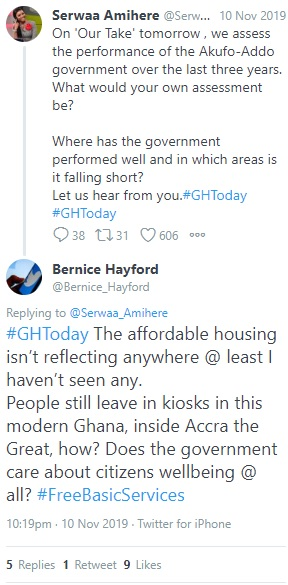 Serwaa Amihere @Serw... 10 Nov 2019
On 'Our Take' tomorrow , we assess
the performance of the Akufo-Addo
government over the last three years.
What would your own assessment
be?
Where has the government
performed well and in which areas is
it falling short?
Let us hear from you.#GHToday
#GHToday
38 31 606
Bernice Hayford
@Bernice_Hayford
Replying to @Serwaa_Amihere
#GHToday The affordable housing
isn't reflecting anywhere @ least I
haven't seen any.
People still leave in kiosks in this
modern Ghana, inside Accra the
Great, how? Does the government
care about citizens wellbeing @
all? #FreeBasicServices
10:19pm · 10 Nov 2019 · Twitter for iPhone
5 Replies 1 Retweet 9 Likes